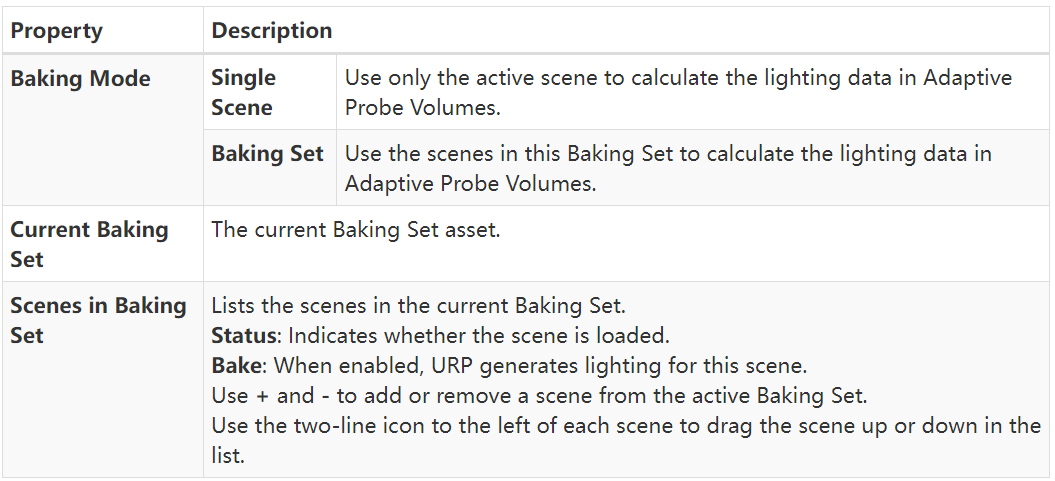 Property Description
Baking Mode Single Scene Use only the active scene to calculate the lighting data in Adaptive
Probe Volumes.
Baking Set Use the scenes in this Baking Set to calculate the lighting data in
Adaptive Probe Volumes.
Current Baking Set The current Baking Set asset.
Scenes in Baking Set Lists the scenes in the current Baking Set.
Status: Indicates whether the scene is loaded.
Bake: When enabled, URP generates lighting for this scene.
Use + and - to add or remove a scene from the active Baking Set.
Use the two-line icon to the left of each scene to drag the scene up or down in the
list.